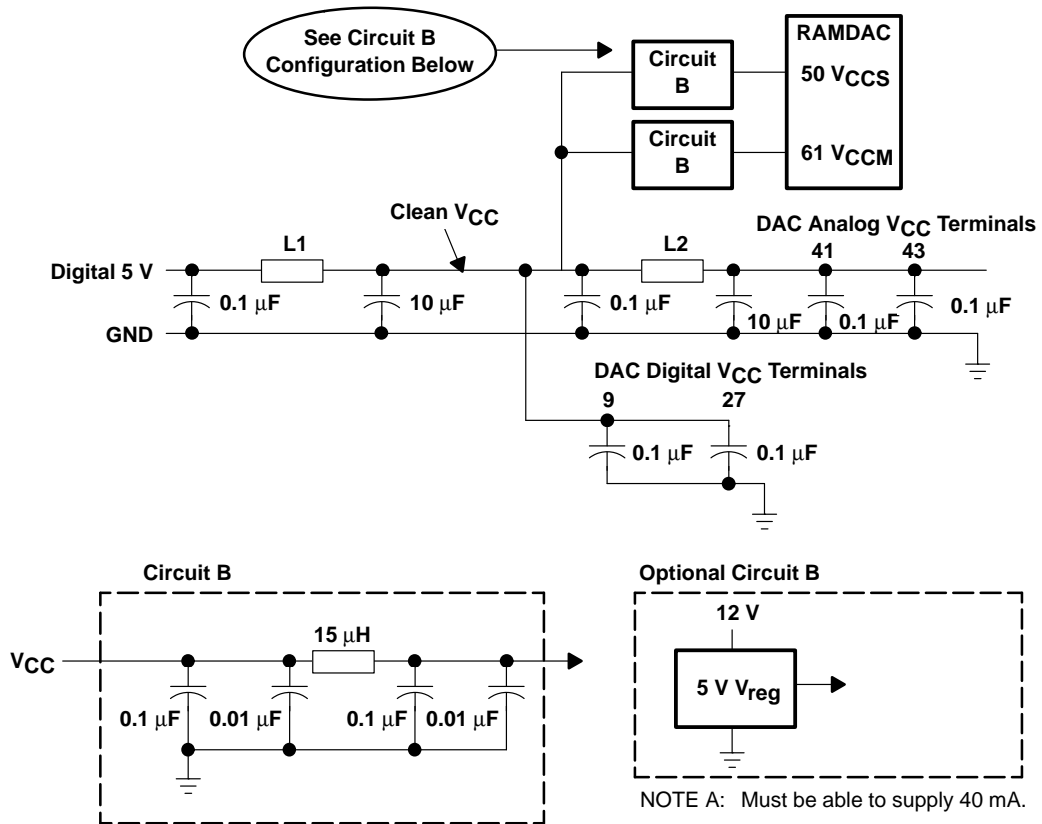 See Circuit B
Configuration Below
Circuit
B
Circuit
B
RAMDAC
50 VCCS
61 VCCM
Clean VCC
DAC Analog VCC Terminals
L1
L2
41
43
Digital 5 V
0.1 μF
10 μF
0.1 μF
10 μF
0.1 μF
0.1 μF
GND
DAC Digital VCC Terminals
9
27
0.1 μF
0.1 μF
Circuit B
15 μH
VCC
0.1 μF
0.01 μF
0.1 μF
0.01 μF
Optional Circuit B
12 V
5 V Vreg
NOTE A: Must be able to supply 40 mA.